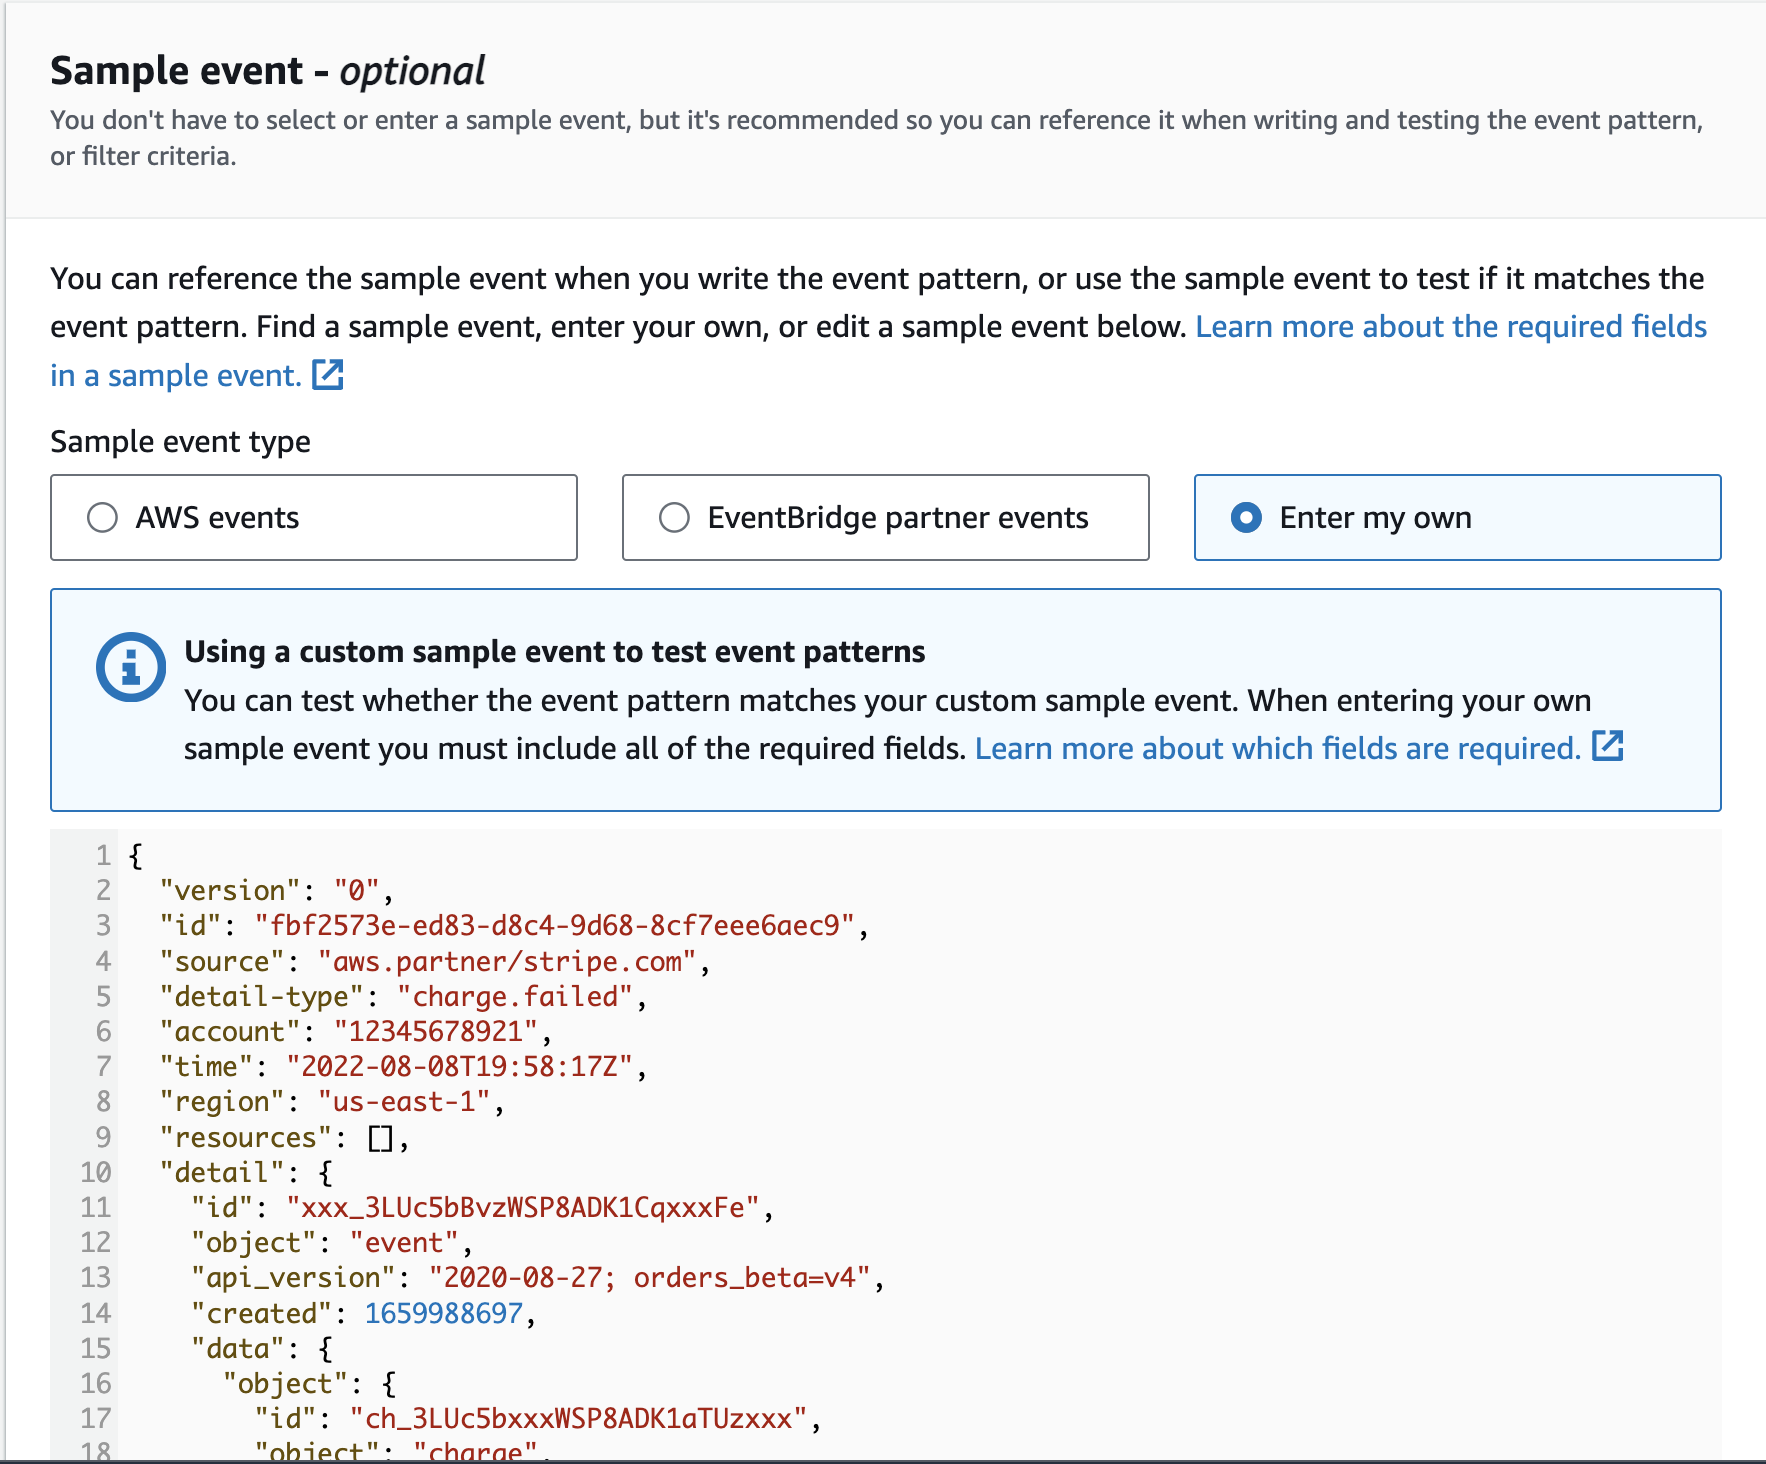 Sample event - optional
You don't have to select or enter a sample event, but it's recommended so you can reference it when writing and testing the event pattern,
or filter criteria.
You can reference the sample event when you write the event pattern, or use the sample event to test if it matches the
event pattern. Find a sample event, enter your own, or edit a sample event below. Learn more about the required fields
in a sample event.
Sample event type
AWS events
EventBridge partner events
Enter my own
Using a custom sample event to test event patterns
You can test whether the event pattern matches your custom sample event. When entering your own
sample event you must include all of the required fields. Learn more about which fields are required.
1 {
2 "version": "0",
3 "id": "fbf2573e-ed83-d8c4-9d68-8cf7eee6aec9",
4 "source": "aws.partner/stripe.com",
5 "detail-type": "charge.failed",
6 "account": "12345678921",
7 "time": "2022-08-08T19:58:17Z",
8 "region": "us-east-1",
9 "resources": [],
10 "detail": {
11 "id": "xxx_3LUc5bBvzWSP8ADK1CqxxxFe",
12 "object": "event",
13 "api_version": "2020-08-27; orders_beta=v4",
14 "created": 1659988697,
15 "data": {
16 "object": {
17 "id": "ch_3LUc5bxxxWSP8ADK1aTUzxxx",
18 "object": "charge",